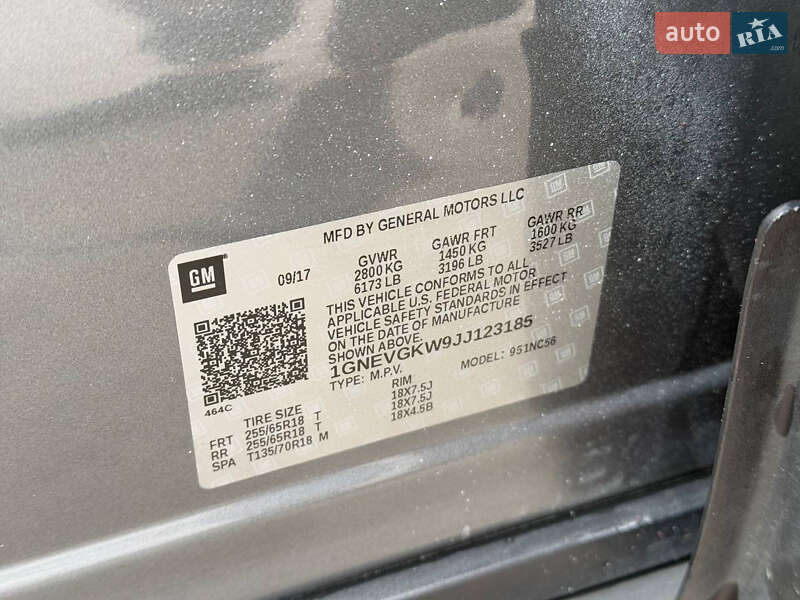 auto RIA
.com
MFD BY GENERAL MOTORS LLC
GM
09/17
GVWR GAWR FRT GAWR RR
2800 KG 1450 KG 1600 KG
6173 LB 3196 LB 3527 LB
THIS VEHICLE CONFORMS TO ALL
APPLICABLE U.S. FEDERAL MOTOR
VEHICLE SAFETY STANDARDS IN EFFECT
ON THE DATE OF MANUFACTURE
SHOWN ABOVE.
1GNEVGKW9JJ123185
TYPE: M.P.V. MODEL: 951NC56
464C
TIRE SIZE RIM
FRT 255/65R18 T 18X7.5J
RR 255/65R18 T 18X7.5J
SPA T135/70R18 M 18X4.5B